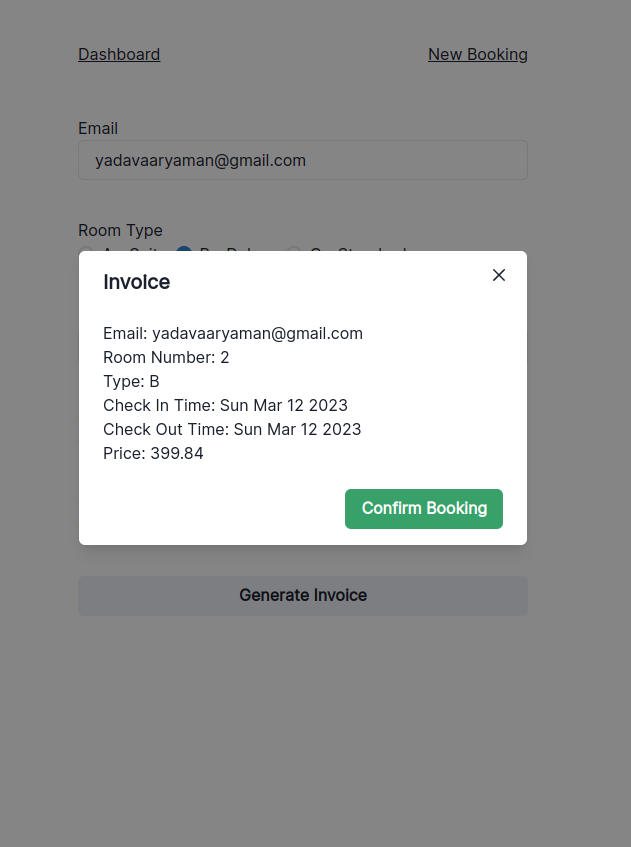 Dashboard New Booking
Email
yadavaaryaman@gmail.com
Room Type
Invoice
Email: yadavaaryaman@gmail.com
Room Number: 2
Type: B
Check In Time: Sun Mar 12 2023
Check Out Time: Sun Mar 12 2023
Price: 399.84
Confirm Booking
Generate Invoice